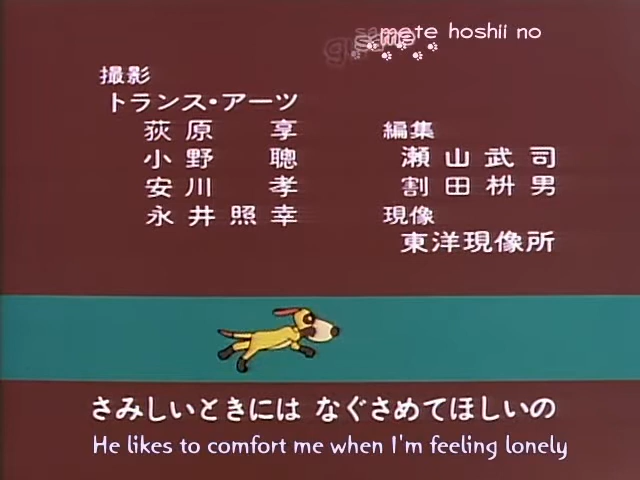 samete hoshii no
撮影
トランス・アーツ
荻原 享
小野 聰
安川 孝
永井照幸
編集
瀬山武司
割田枡男
現像
東洋現像所
さみしいときには なぐさめてほしいの
He likes to comfort me when I'm feeling lonely